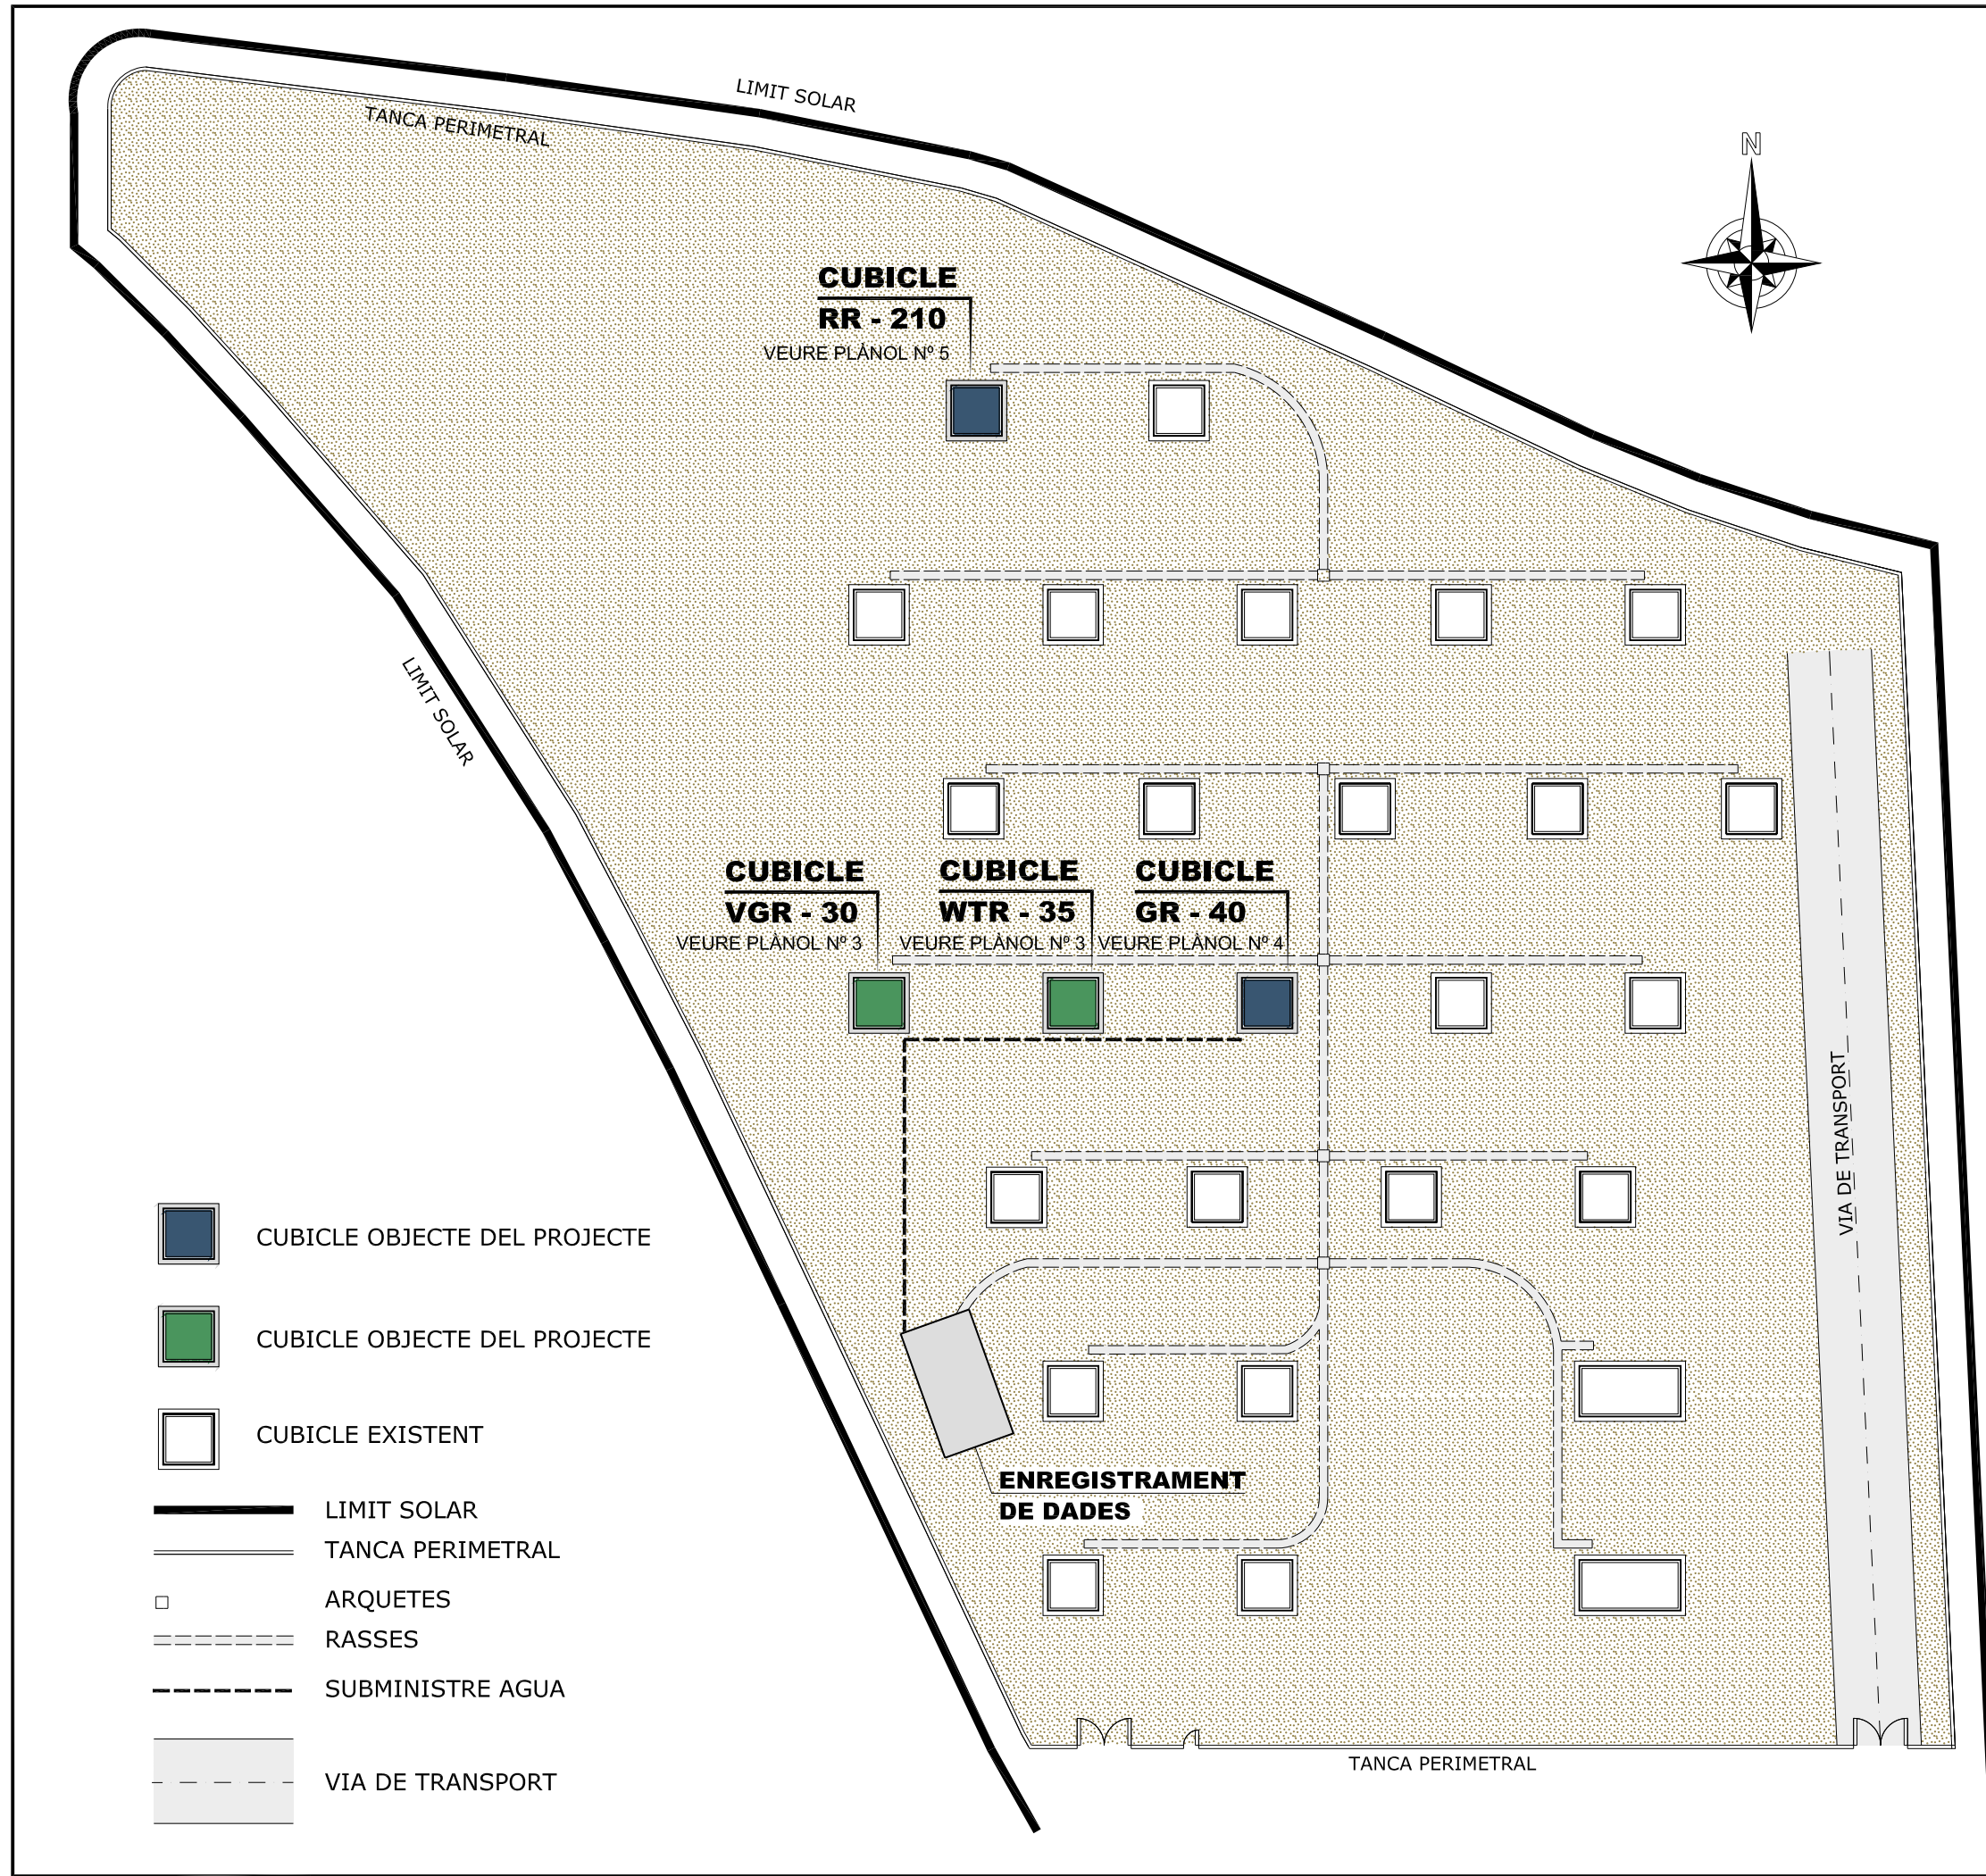 LIMIT SOLAR
TANCA PERIMETRAL
N
CUBICLE
RR - 210
VEURE PLÀNOL Nº 5
LIMIT SOLAR
CUBICLE
VGR - 30
VEURE PLÀNOL Nº 3
CUBICLE
WTR - 35
VEURE PLÀNOL Nº 3
CUBICLE
GR - 40
VEURE PLÀNOL Nº 4
VIA DE TRANSPORT
CUBICLE OBJECTE DEL PROJECTE
CUBICLE OBJECTE DEL PROJECTE
CUBICLE EXISTENT
LIMIT SOLAR
TANCA PERIMETRAL
ARQUETES
RASSES
SUBMINISTRE AGUA
VIA DE TRANSPORT
ENREGISTRAMENT
DE DADES
TANCA PERIMETRAL